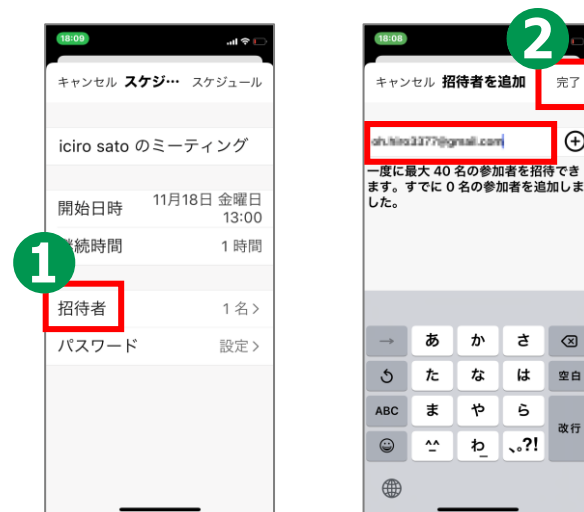 18:09
キャンセル スケジ… スケジュール
iciro sato のミーティング
開始日時 11月18日 金曜日
13:00
続時間 1 時間
1
招待者 1 名 >
パスワード 設定 >
18:08
2
キャンセル 招待者を追加 完了
一度に最大 40 名の参加者を招待でき
ます。すでに 0 名の参加者を追加しま
した。
→ あ か さ
た な は 空白
ABC ま や ら
改行
^^ わ_ 、。?!